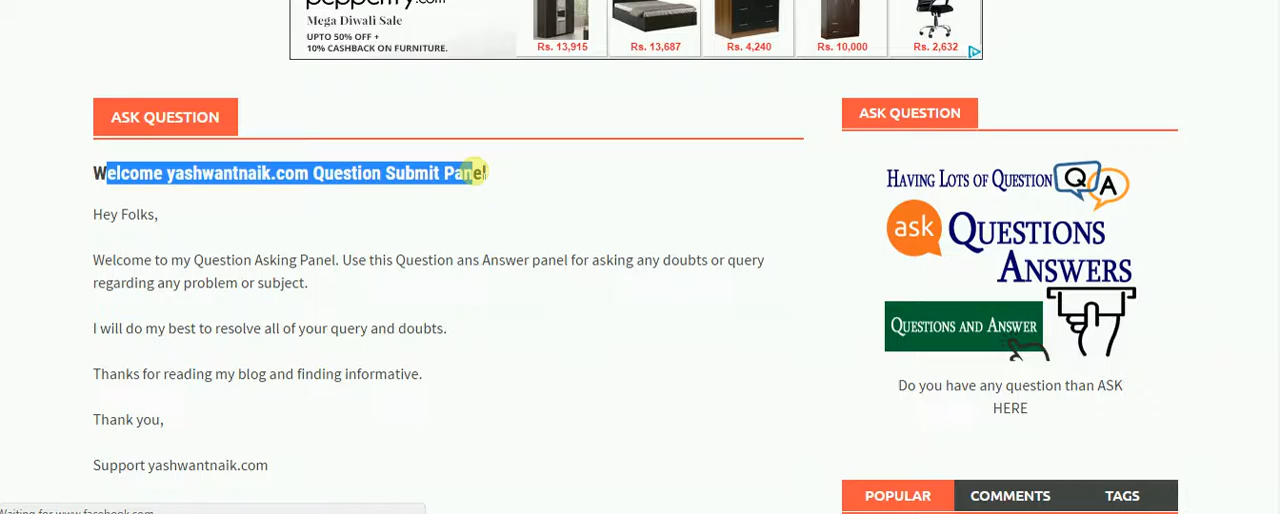 pepperfry.com
Mega Diwali Sale
UPTO 50% OFF +
10% CASHBACK ON FURNITURE.
Rs. 13,915
Rs. 13,687
Rs. 4,240
Rs. 10,000
Rs. 2,632
ASK QUESTION
Welcome yashwantnaik.com Question Submit Panel
Hey Folks,
Welcome to my Question Asking Panel. Use this Question ans Answer panel for asking any doubts or query
regarding any problem or subject.
I will do my best to resolve all of your query and doubts.
Thanks for reading my blog and finding informative.
Thank you,
Support yashwantnaik.com
Waiting for www.facebook.com
ASK QUESTION
HAVING LOTS OF QUESTION
Q A
ask QUESTIONS
ANSWERS
QUESTIONS AND ANSWER
Do you have any question than ASK
HERE
POPULAR COMMENTS TAGS